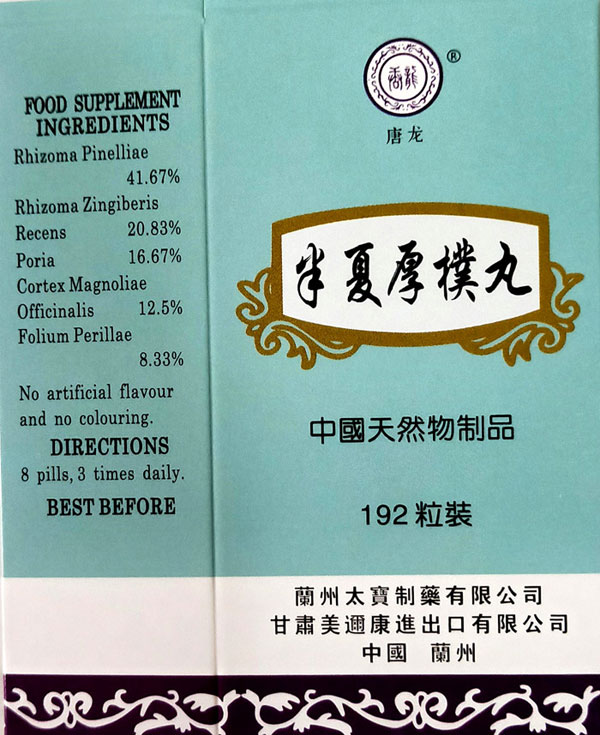 FOOD SUPPLEMENT
INGREDIENTS
Rhizoma Pinelliae
41.67%
Rhizoma Zingiberis
Recens 20.83%
Poria 16.67%
Cortex Magnoliae
Officinalis 12.5%
Folium Perillae
8.33%
No artificial flavour
and no colouring.
DIRECTIONS
8 pills, 3 times daily.
BEST BEFORE
®
唐龙
半夏厚樸丸
中國天然物制品
192粒裝
蘭州太寶制藥有限公司
甘肅美邇康進出口有限公司
中國 蘭州